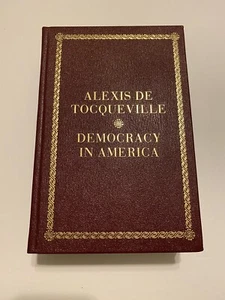 ALEXIS DE
TOCQUEVILLE
DEMOCRACY
IN AMERICA